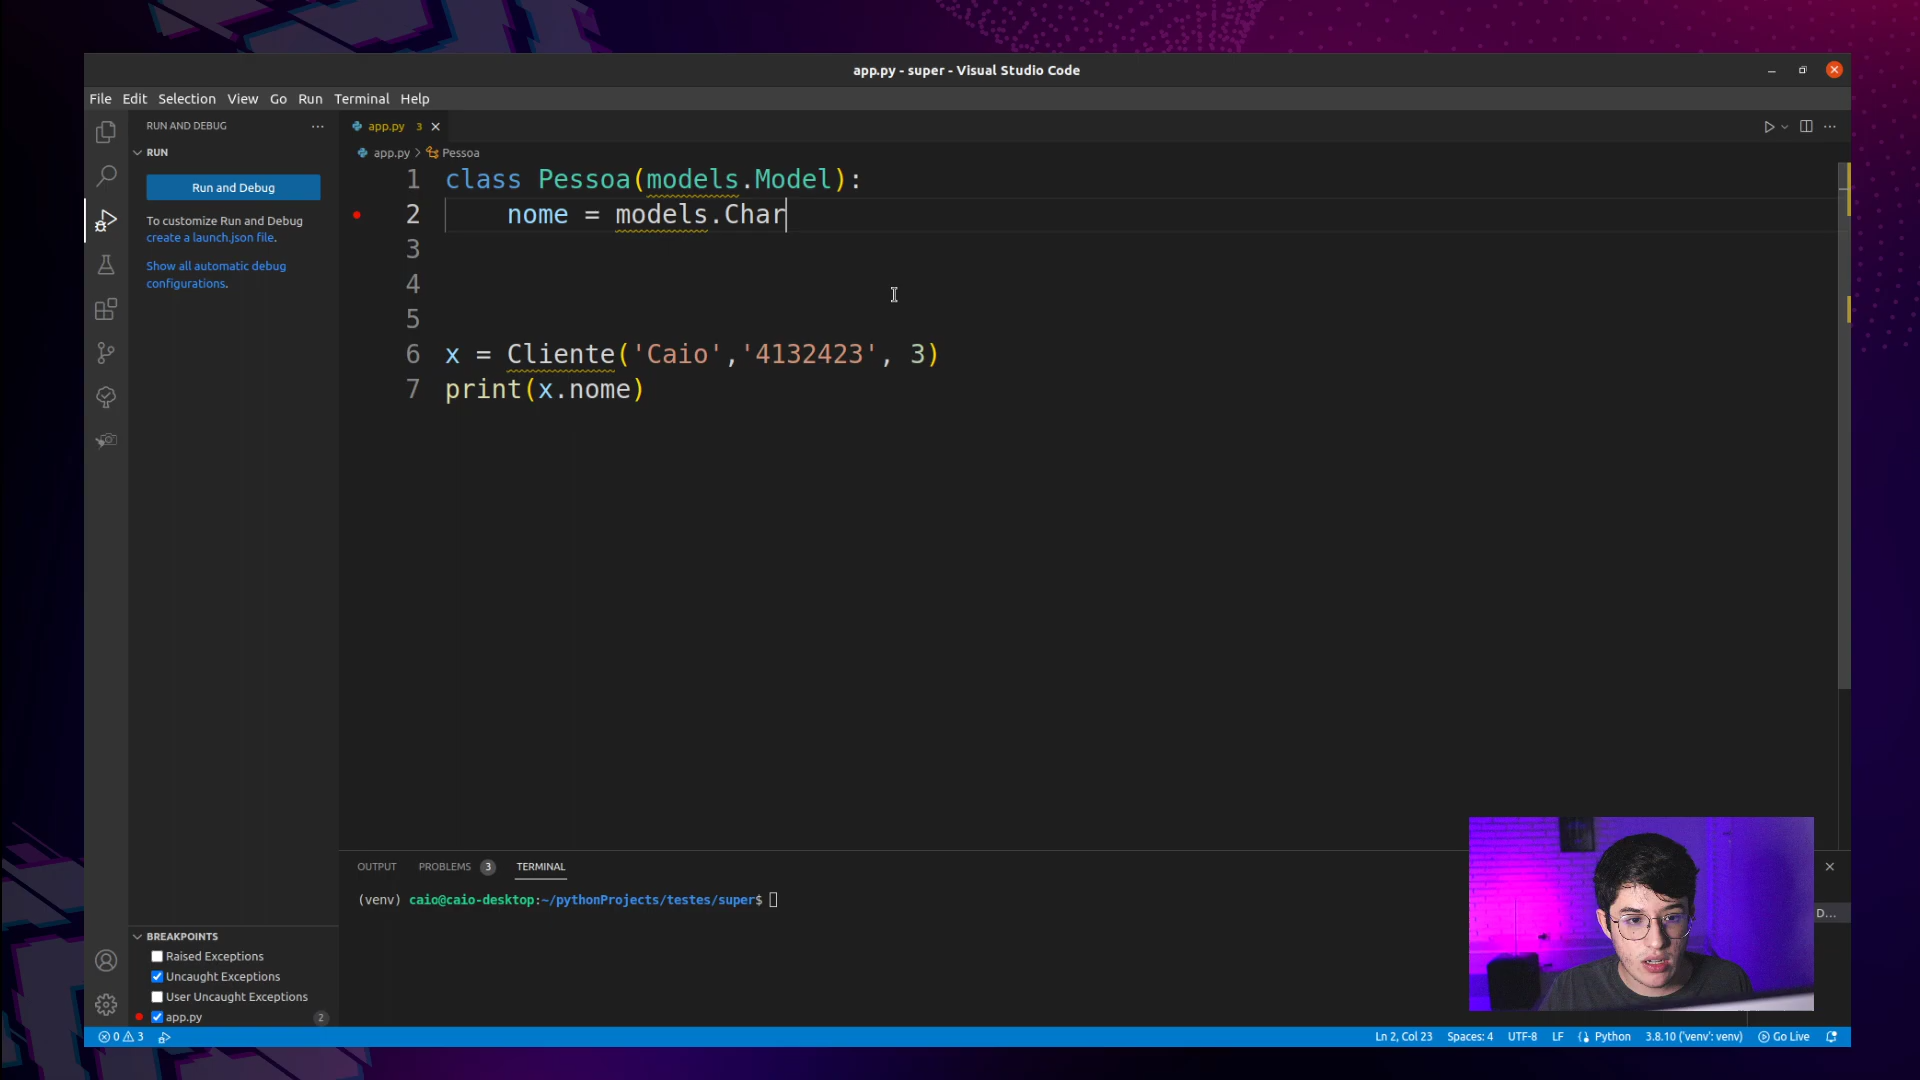 app.py - super - Visual Studio Code
File Edit Selection View Go Run Terminal Help
RUN AND DEBUG
RUN
Run and Debug
To customize Run and Debug
create a launch.json file.
Show all automatic debug
configurations.
app.py 3
app.py > Pessoa
1 class Pessoa(models.Model):
2 nome = models.Char
3
4
5
6 x = Cliente('Caio','4132423', 3)
7 print(x.nome)
OUTPUT PROBLEMS 3 TERMINAL
(venv) caio@caio-desktop:~/pythonProjects/testes/super$
D...
BREAKPOINTS
Raised Exceptions
Uncaught Exceptions
User Uncaught Exceptions
app.py 2
0 3
Ln 2, Col 23 Spaces: 4 UTF-8 LF Python 3.8.10 ('venv': venv) Go Live